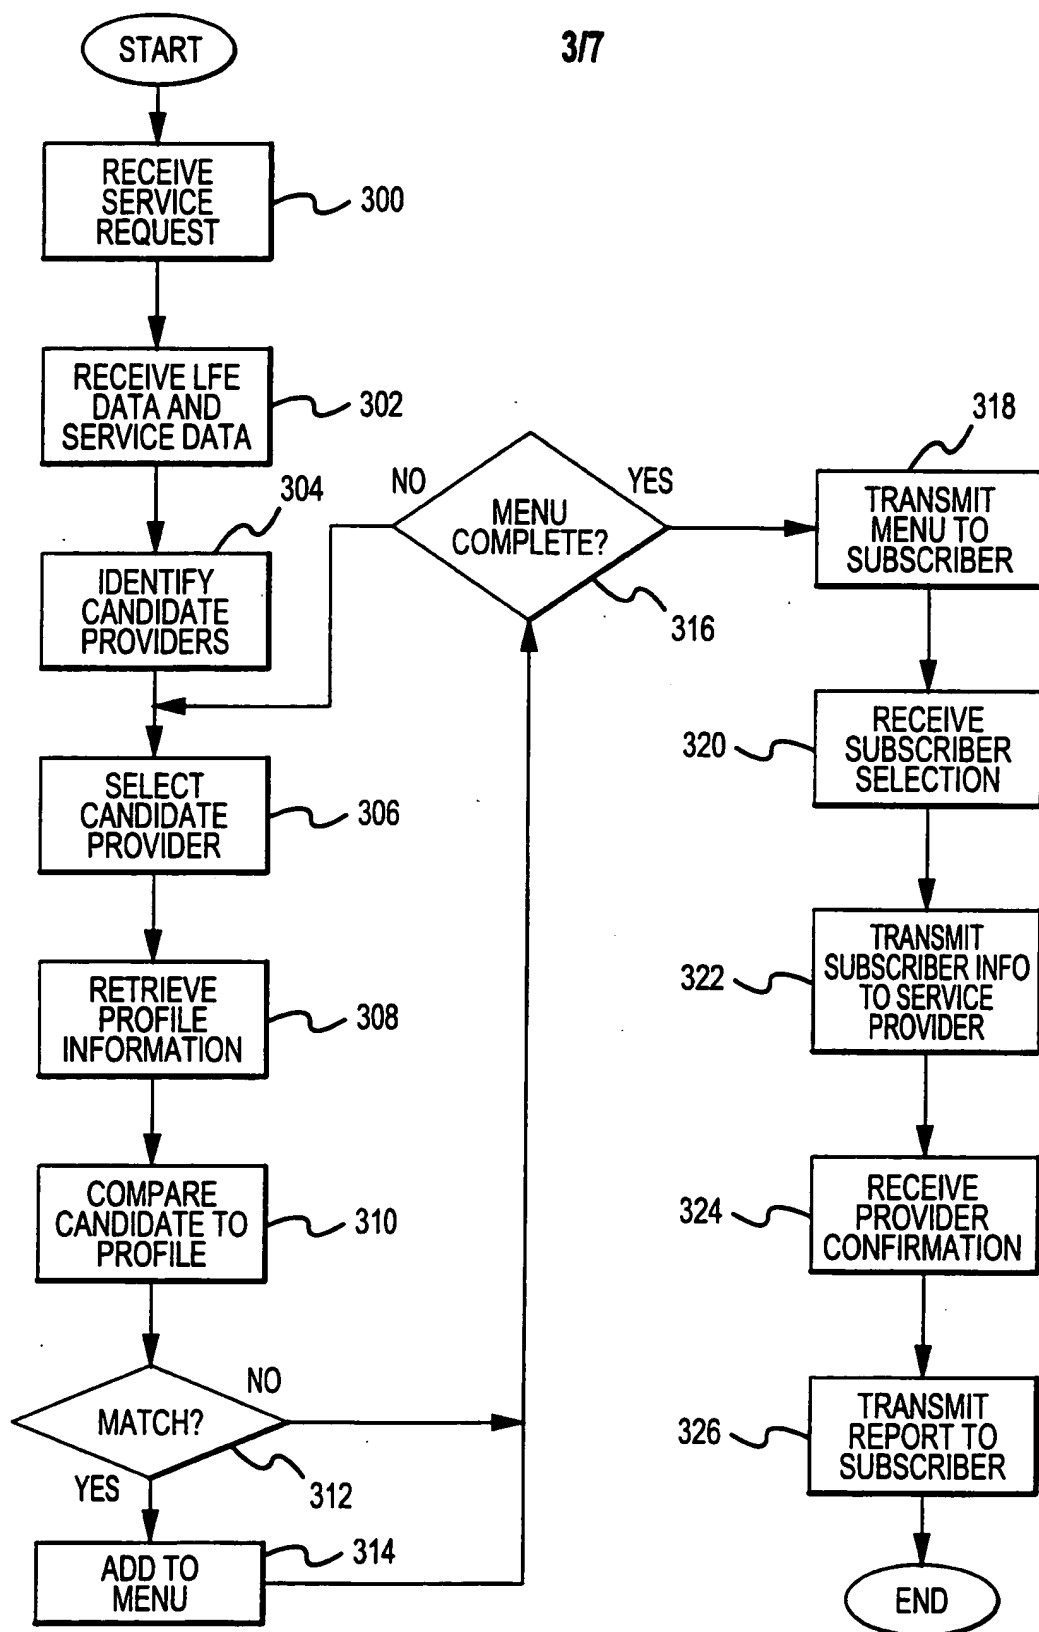 3/7
START
RECEIVE
SERVICE
REQUEST
300
RECEIVE LFE
DATA AND
SERVICE DATA
302
304
IDENTIFY
CANDIDATE
PROVIDERS
SELECT
CANDIDATE
PROVIDER
306
RETRIEVE
PROFILE
INFORMATION
308
COMPARE
CANDIDATE TO
PROFILE
310
MATCH?
NO
YES
312
ADD TO
MENU
314
NO
YES
MENU
COMPLETE?
316
318
TRANSMIT
MENU TO
SUBSCRIBER
320
RECEIVE
SUBSCRIBER
SELECTION
322
TRANSMIT
SUBSCRIBER INFO
TO SERVICE
PROVIDER
324
RECEIVE
PROVIDER
CONFIRMATION
326
TRANSMIT
REPORT TO
SUBSCRIBER
END